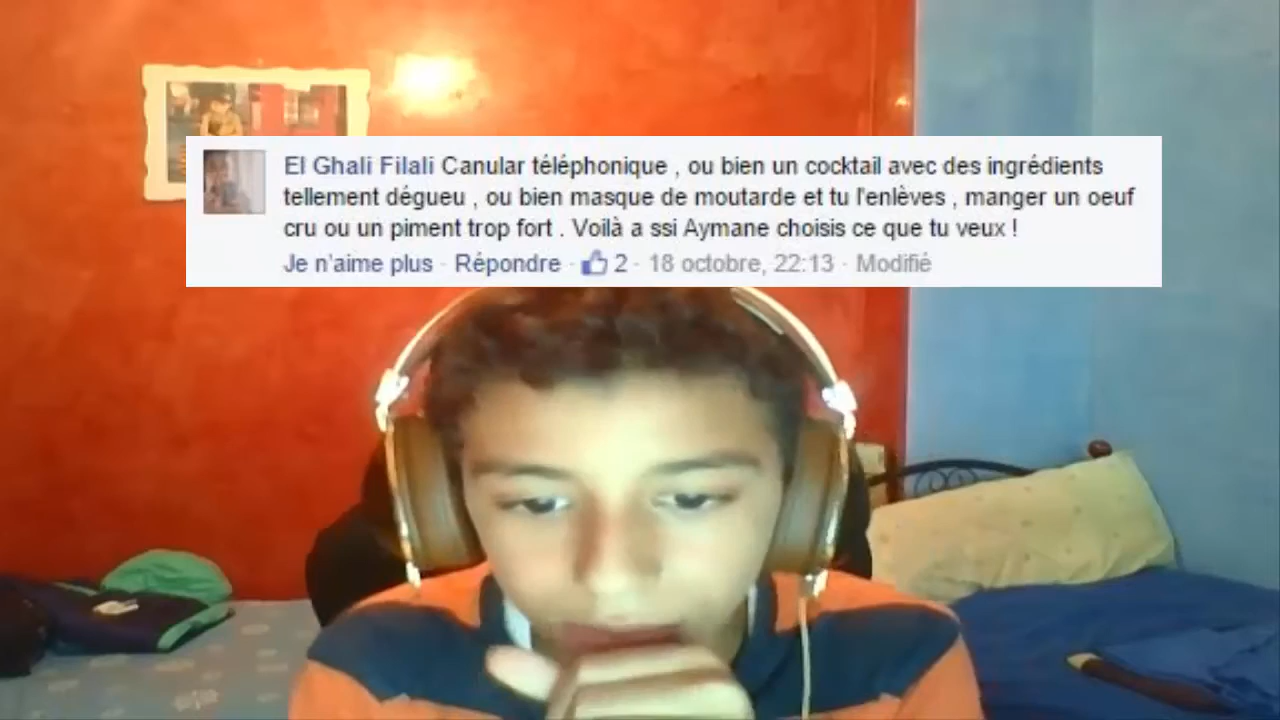 El Ghali Filali Canular téléphonique , ou bien un cocktail avec des ingrédients
tellement dégueu , ou bien masque de moutarde et tu l'enlèves , manger un oeuf
cru ou un piment trop fort . Voilà a ssi Aymane choisis ce que tu veux !
Je n'aime plus · Répondre · 2 · 18 octobre, 22:13 · Modifié